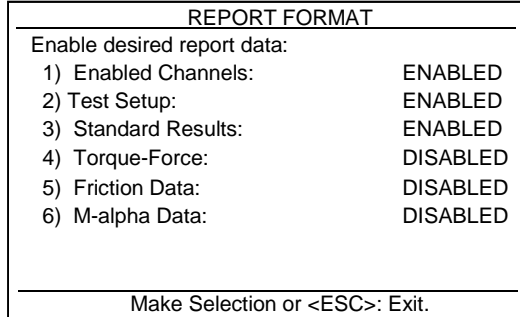 REPORT FORMAT
Enable desired report data:
1) Enabled Channels: ENABLED
2) Test Setup: ENABLED
3) Standard Results: ENABLED
4) Torque-Force: DISABLED
5) Friction Data: DISABLED
6) M-alpha Data: DISABLED
Make Selection or <ESC>: Exit.